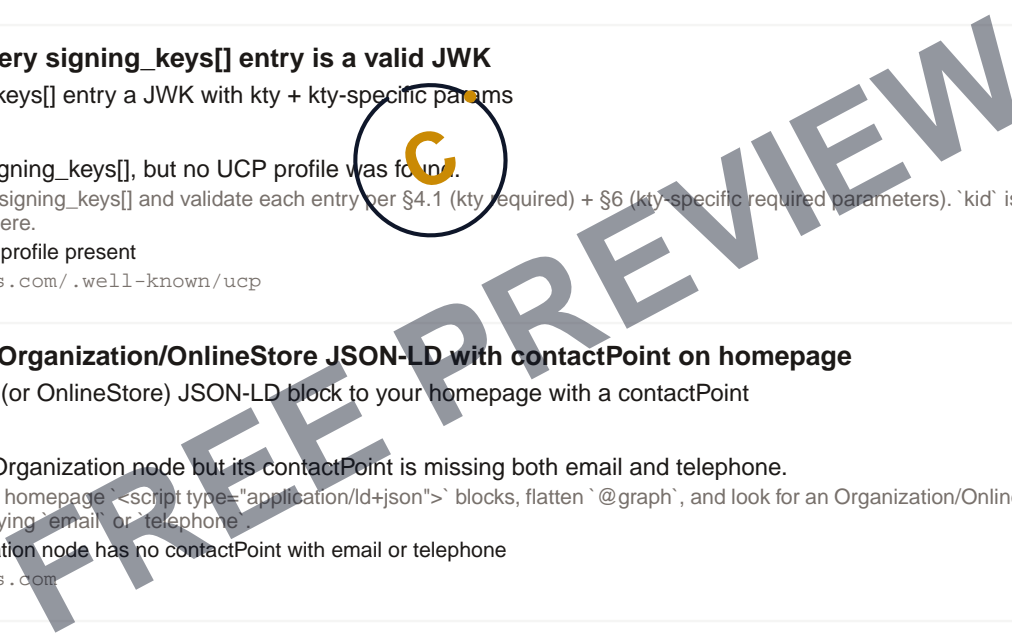 ery signing_keys[] entry is a valid JWK
keys[] entry a JWK with kty + kty-specific params
gning_keys[], but no UCP profile was found.
signing_keys[] and validate each entry per §4.1 (kty required) + §6 (kty-specific required parameters). `kid` is
ere.
profile present
s.com/.well-known/ucp
Organization/OnlineStore JSON-LD with contactPoint on homepage
(or OnlineStore) JSON-LD block to your homepage with a contactPoint
Organization node but its contactPoint is missing both email and telephone.
homepage `<script type="application/ld+json">` blocks, flatten `@graph`, and look for an Organization/Onlin
ying `email` or `telephone`.
ation node has no contactPoint with email or telephone
s.com
C
FREE PREVIEW